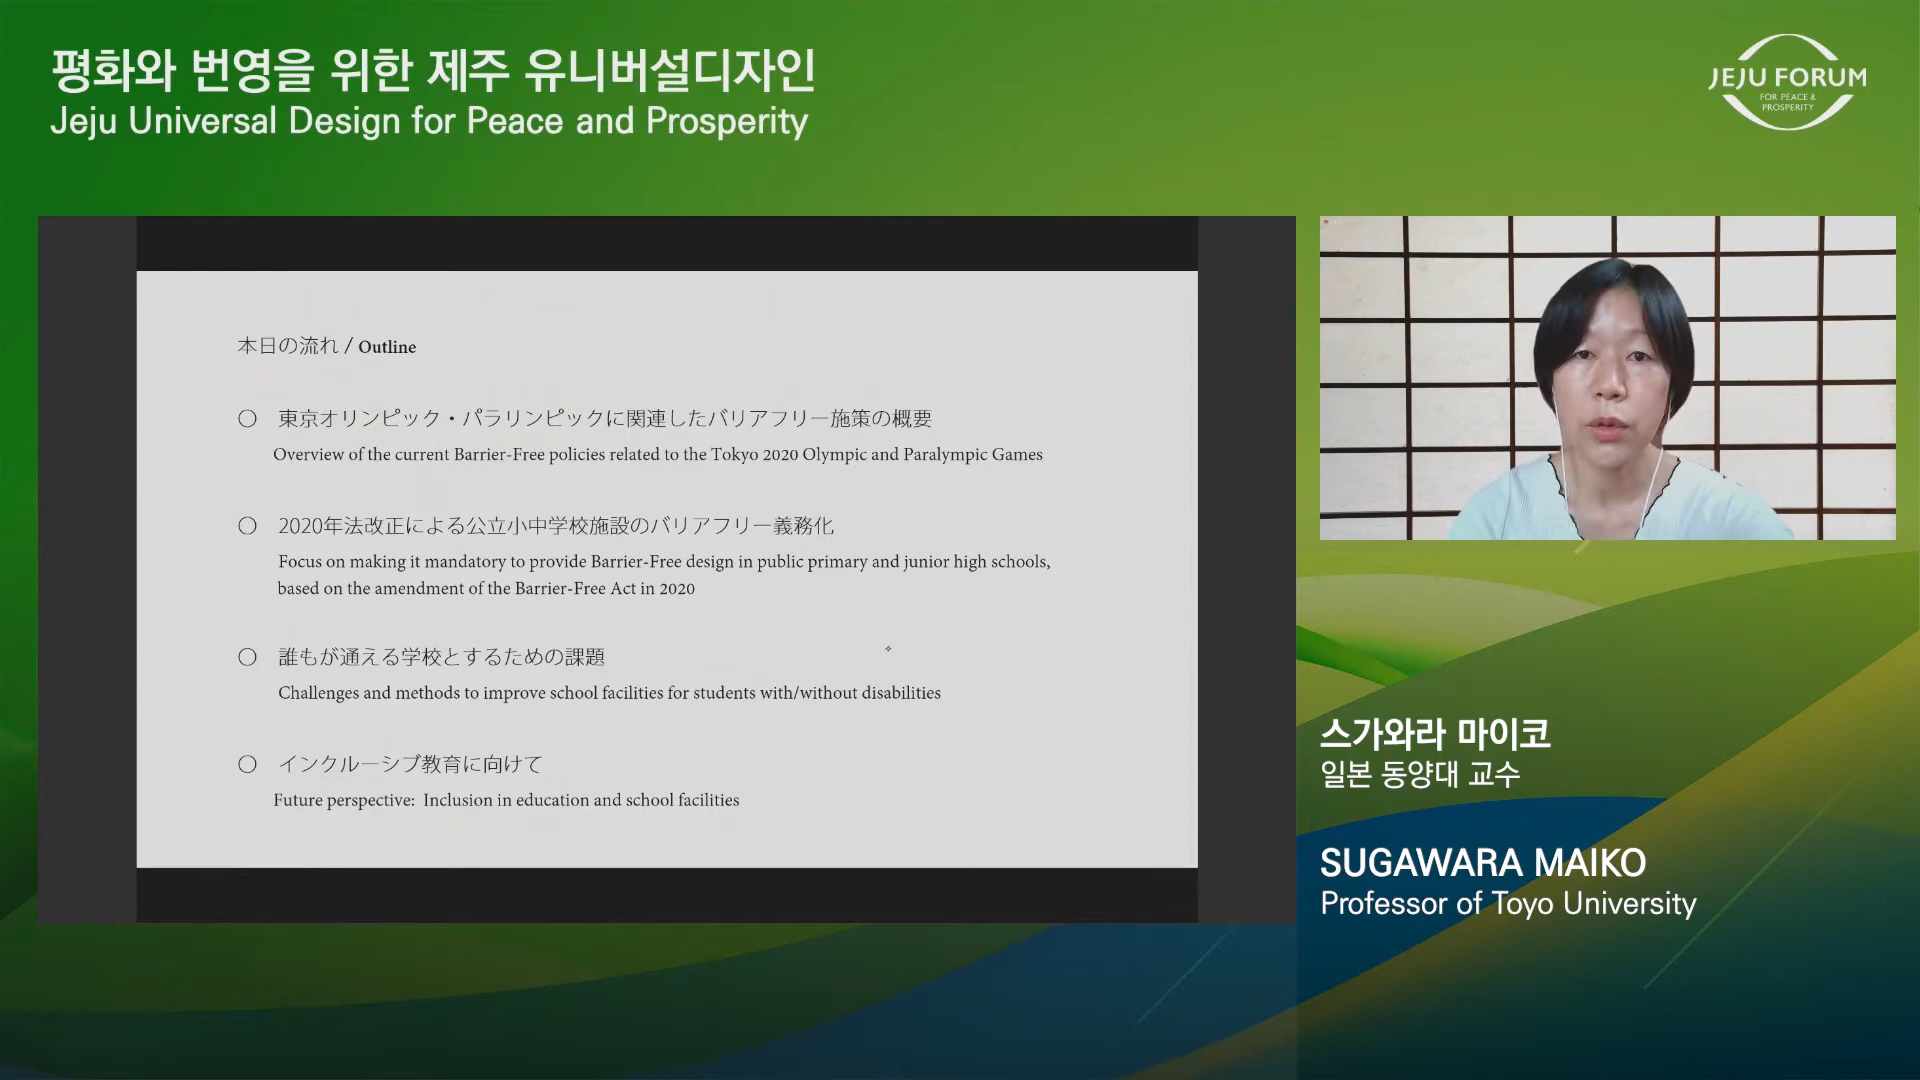 평화와 번영을 위한 제주 유니버설디자인
Jeju Universal Design for Peace and Prosperity
JEJU FORUM
FOR PEACE &
PROSPERITY
本日の流れ / Outline
○ 東京オリンピック・パラリンピックに関連したバリアフリー施策の概要
Overview of the current Barrier-Free policies related to the Tokyo 2020 Olympic and Paralympic Games
○ 2020年法改正による公立小中学校施設のバリアフリー義務化
Focus on making it mandatory to provide Barrier-Free design in public primary and junior high schools,
based on the amendment of the Barrier-Free Act in 2020
○ 誰もが通える学校とするための課題
Challenges and methods to improve school facilities for students with/without disabilities
○ インクルーシブ教育に向けて
Future perspective: Inclusion in education and school facilities
스가와라 마이코
일본 동양대 교수
SUGAWARA MAIKO
Professor of Toyo University